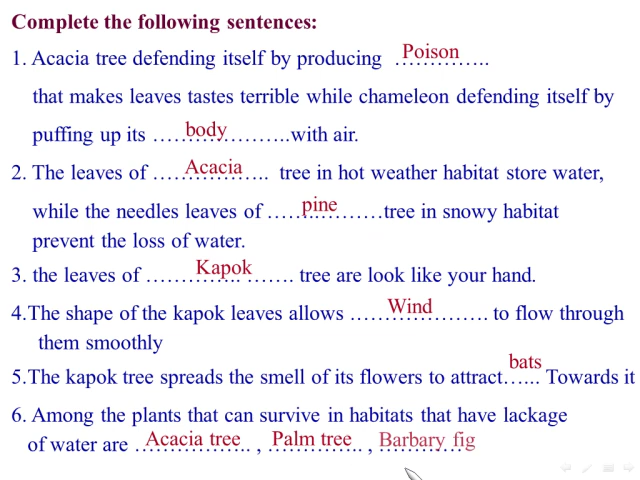 Complete the following sentences:
1. Acacia tree defending itself by producing Poison …………..
that makes leaves tastes terrible while chameleon defending itself by
puffing up its body ………………..with air.
2. The leaves of Acacia …………….. tree in hot weather habitat store water,
while the needles leaves of pine …….………tree in snowy habitat
prevent the loss of water.
3. the leaves of Kapok ………….. ……. tree are look like your hand.
4.The shape of the kapok leaves allows Wind .…………………. to flow through
them smoothly
5.The kapok tree spreads the smell of its flowers to attract bats …... Towards it
6. Among the plants that can survive in habitats that have lackage
of water are Acacia tree …………….. , Palm tree ………….. , Barbary fig …………